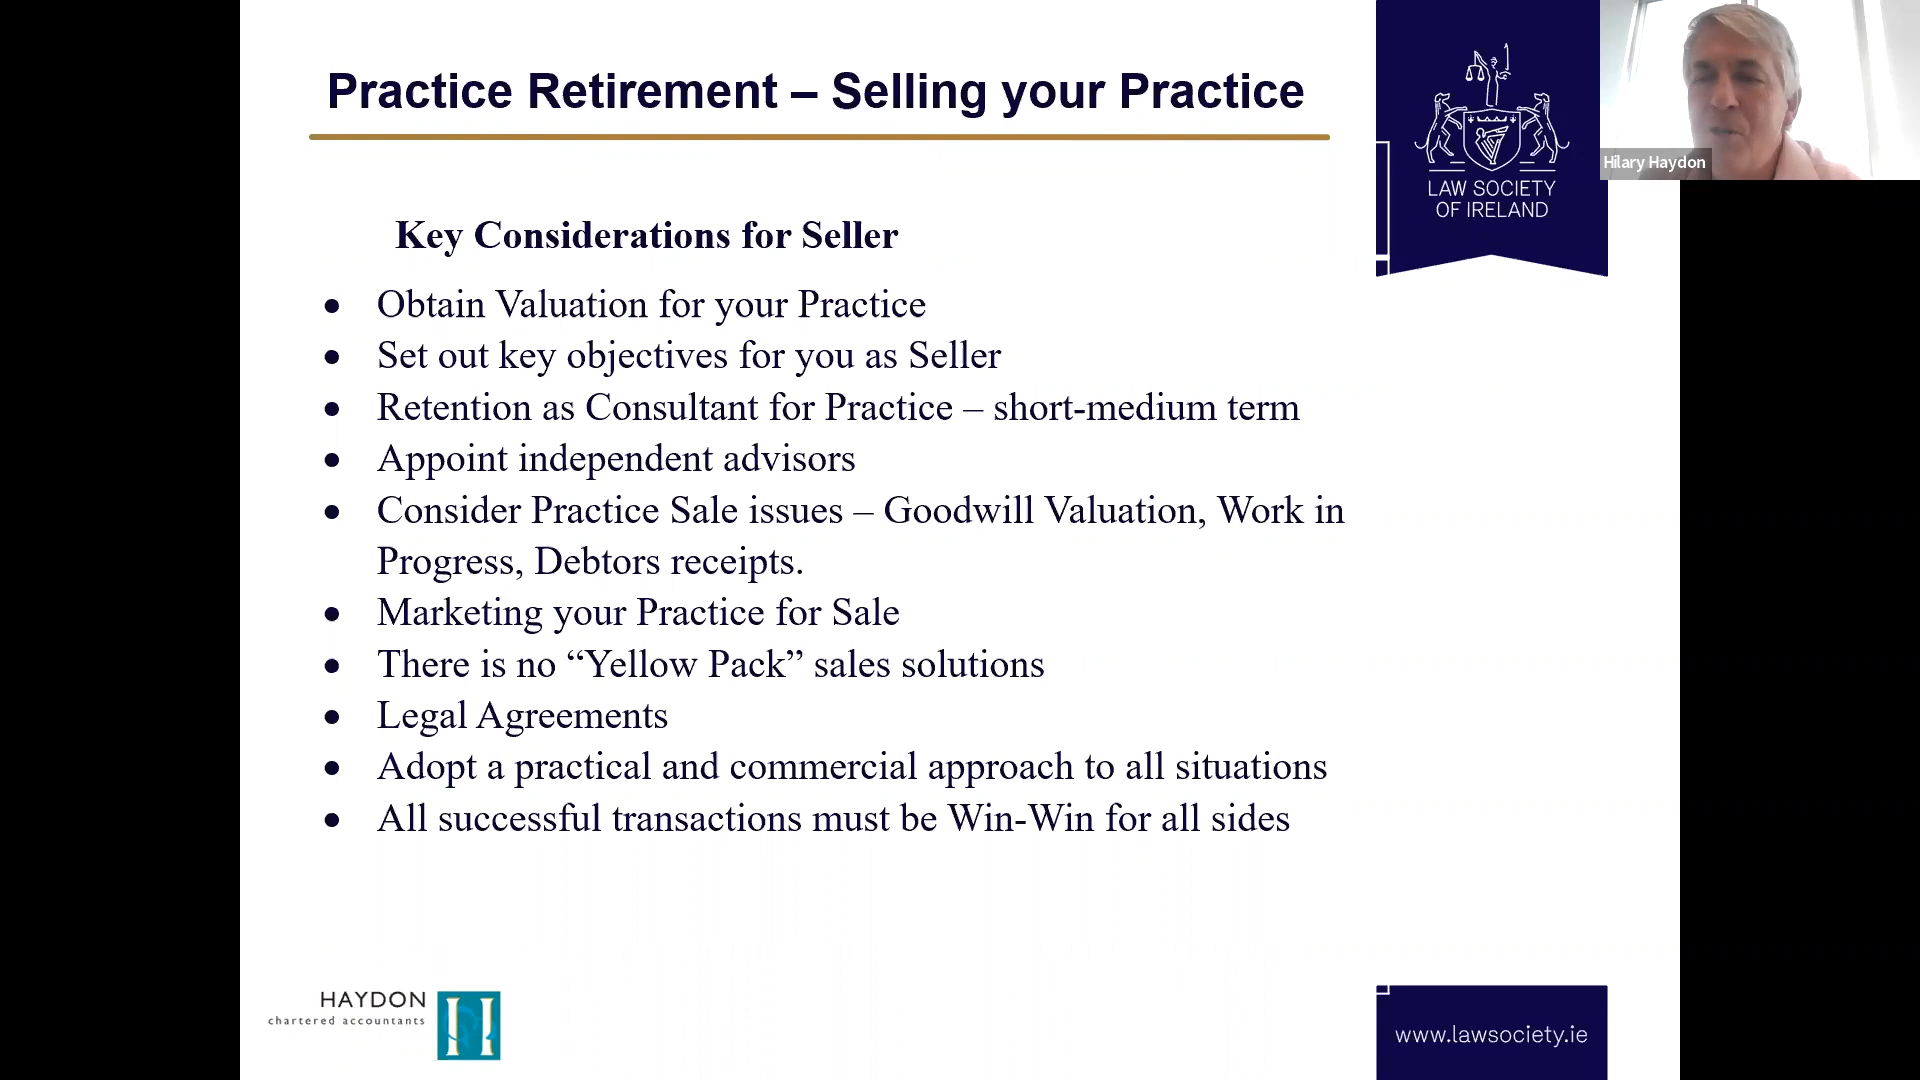 Practice Retirement – Selling your Practice
LAW SOCIETY
OF IRELAND
Hilary Haydon
Key Considerations for Seller
• Obtain Valuation for your Practice
• Set out key objectives for you as Seller
• Retention as Consultant for Practice – short-medium term
• Appoint independent advisors
• Consider Practice Sale issues – Goodwill Valuation, Work in
Progress, Debtors receipts.
• Marketing your Practice for Sale
• There is no “Yellow Pack” sales solutions
• Legal Agreements
• Adopt a practical and commercial approach to all situations
• All successful transactions must be Win-Win for all sides
HAYDON
chartered accountants
H
www.lawsociety.ie